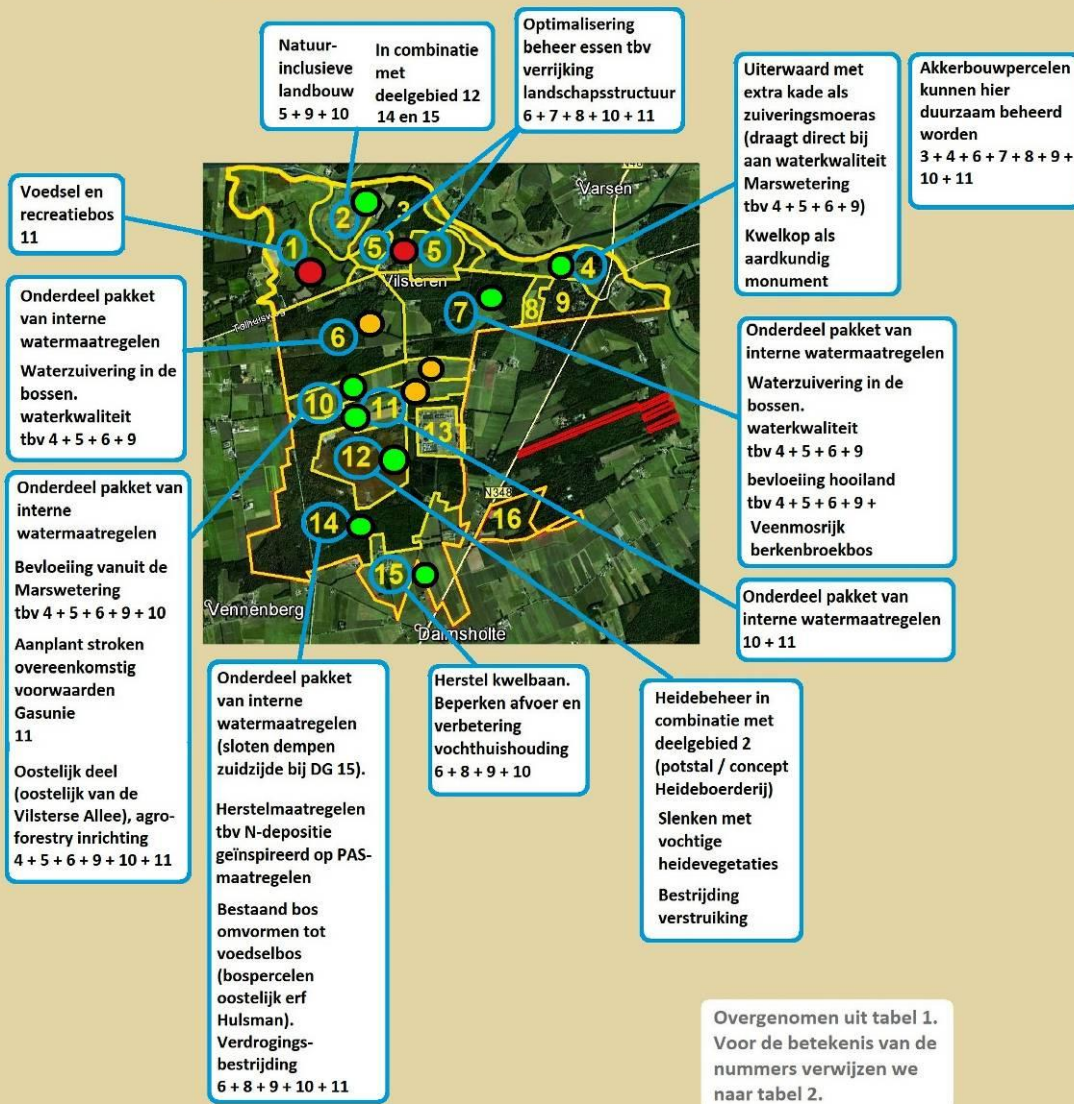 Natuur-
inclusieve
landbouw
5 + 9 + 10
In combinatie
met
deelgebied 12
14 en 15
Optimalisering
beheer essen tbv
verrijking
landschapsstructuur
6 + 7 + 8 + 10 + 11
Uiterwaard met
extra kade als
zuiveringsmoeras
(draagt direct bij
aan waterkwaliteit
Marswetering
tbv 4 + 5 + 6 + 9)
Kwelkop als
aardkundig
monument
Akkerbouwpercelen
kunnen hier
duurzaam beheerd
worden
3 + 4 + 6 + 7 + 8 + 9 +
10 + 11
Voedsel en
recreatiebos
11
Onderdeel pakket
van interne
watermaatregelen
Waterzuivering in de
bossen.
waterkwaliteit
tbv 4 + 5 + 6 + 9
Onderdeel pakket van
interne
watermaatregelen
Bevloeiing vanuit de
Marswetering
tbv 4 + 5 + 6 + 9 + 10
Aanplant stroken
overeenkomstig
voorwaarden
Gasunie
11
Oostelijk deel
(oostelijk van de
Vilsterse Allee), agro-
forestry inrichting
4 + 5 + 6 + 9 + 10 + 11
N48
Varsen
1
2
3
5
5
4
Vilsteren
9
8
7
6
10
11
13
12
N348
16
14
15
Vennenberg
Dalmsholte
Onderdeel pakket van
interne watermaatregelen
Waterzuivering in de
bossen.
waterkwaliteit
tbv 4 + 5 + 6 + 9
bevloeiing hooiland
tbv 4 + 5 + 6 + 9 +
Veenmosrijk
berkenbroekbos
Onderdeel pakket van
interne watermaatregelen
10 + 11
Onderdeel pakket
van interne
watermaatregelen
(sloten dempen
zuidzijde bij DG 15).
Herstelmaatregelen
tbv N-depositie
geïnspireerd op PAS-
maatregelen
Bestaand bos
omvormen tot
voedselbos
(bospercelen
oostelijk erf
Hulsman).
Verdrogings-
bestrijding
6 + 8 + 9 + 10 + 11
Herstel kwelbaan.
Beperken afvoer en
verbetering
vochthuishouding
6 + 8 + 9 + 10
Heidebeheer in
combinatie met
deelgebied 2
(potstal / concept
Heideboerderij)
Slenken met
vochtige
heidevegetaties
Bestrijding
verstruiking
Overgenomen uit tabel 1.
Voor de betekenis van de
nummers verwijzen we
naar tabel 2.